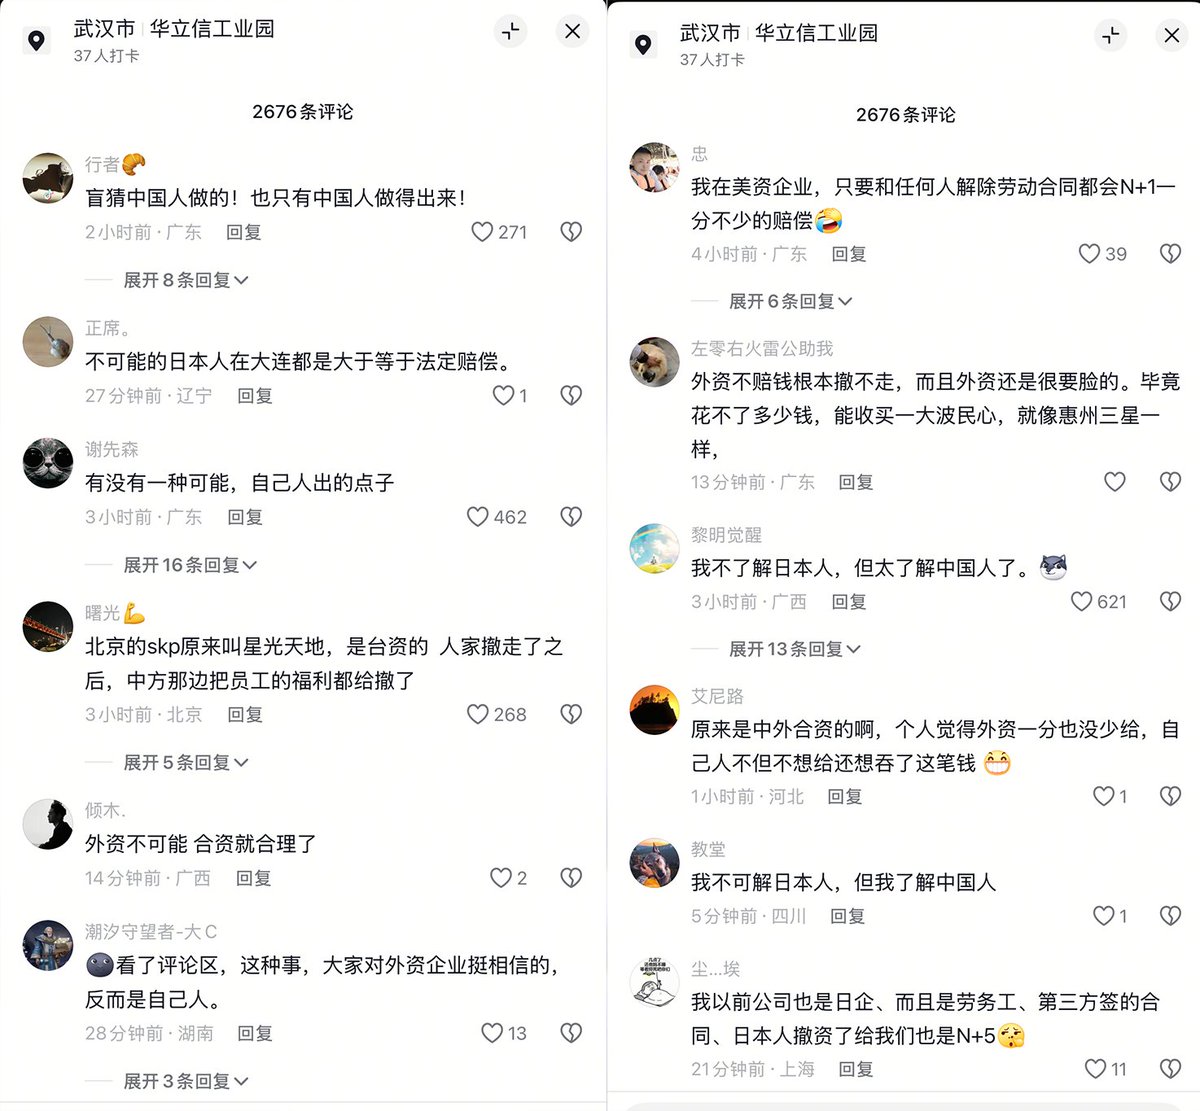 武汉市 | 华立信工业园
37人打卡
2676条评论
行者🥐
盲猜中国人做的！也只有中国人做得出来！
2小时前 · 广东 回复 271
展开8条回复
正席。
不可能的日本人在大连都是大于等于法定赔偿。
27分钟前 · 辽宁 回复 1
谢先森
有没有一种可能，自己人出的点子
3小时前 · 广东 回复 462
展开16条回复
曙光💪
北京的skp原来叫星光天地，是台资的 人家撤走了之
后，中方那边把员工的福利都给撤了
3小时前 · 北京 回复 268
展开5条回复
倾木.
外资不可能 合资就合理了
14分钟前 · 广西 回复 2
潮汐守望者-大C
🌚看了评论区，这种事，大家对外资企业挺相信的，
反而是自己人。
28分钟前 · 湖南 回复 13
展开3条回复
武汉市 | 华立信工业园
37人打卡
2676条评论
忠
我在美资企业，只要和任何人解除劳动合同都会N+1一
分不少的赔偿🤣
4小时前 · 广东 回复 39
展开6条回复
左零右火雷公助我
外资不赔钱根本撤不走，而且外资还是很要脸的。毕竟
花不了多少钱，能收买一大波民心，就像惠州三星一
样，
13分钟前 · 广东 回复
黎明觉醒
我不了解日本人，但太了解中国人了。
3小时前 · 广西 回复 621
展开13条回复
艾尼路
原来是中外合资的啊，个人觉得外资一分也没少给，自
己人不但不想给还想吞了这笔钱😁
1小时前 · 河北 回复 1
教堂
我不可解日本人，但我了解中国人
5分钟前 · 四川 回复 1
尘...埃
我以前公司也是日企、而且是劳务工、第三方签的合
同、日本人撤资了给我们也是N+5🫣
21分钟前 · 上海 回复 11